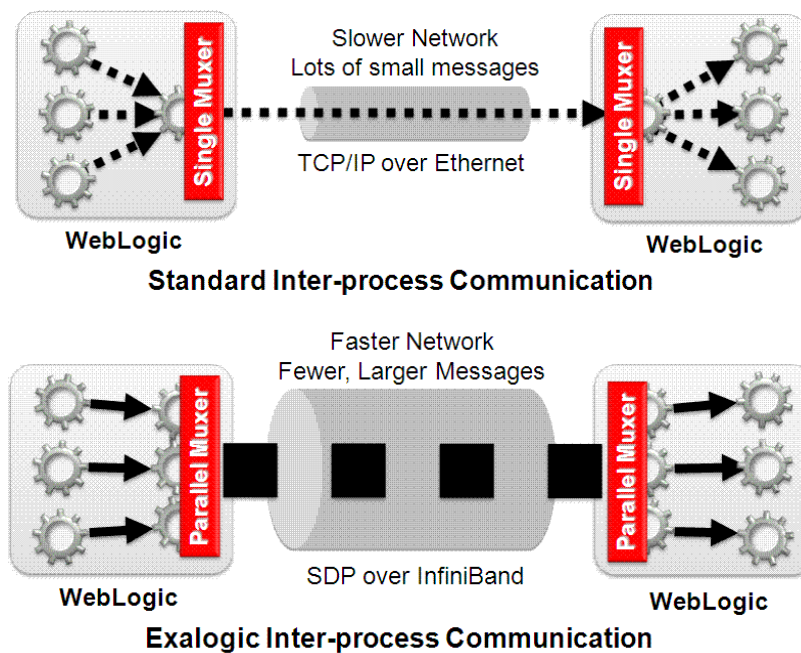 Slower Network
Lots of small messages
Single Muxer
Single Muxer
TCP/IP over Ethernet
WebLogic
WebLogic
Standard Inter-process Communication
Faster Network
Fewer, Larger Messages
Parallel Muxer
Parallel Muxer
SDP over InfiniBand
WebLogic
WebLogic
Exalogic Inter-process Communication